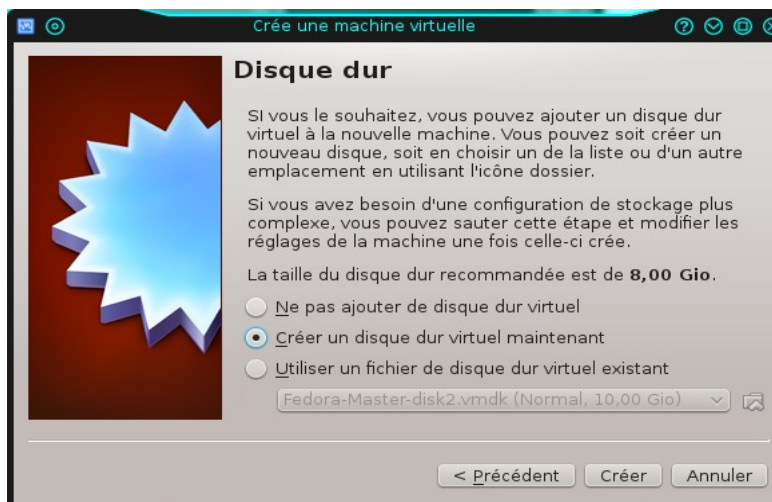 Crée une machine virtuelle
Disque dur
SI vous le souhaitez, vous pouvez ajouter un disque dur
virtuel à la nouvelle machine. Vous pouvez soit créer un
nouveau disque, soit en choisir un de la liste ou d'un autre
emplacement en utilisant l'icône dossier.
Si vous avez besoin d'une configuration de stockage plus
complexe, vous pouvez sauter cette étape et modifier les
réglages de la machine une fois celle-ci crée.
La taille du disque dur recommandée est de 8,00 Gio.
Ne pas ajouter de disque dur virtuel
Créer un disque dur virtuel maintenant
Utiliser un fichier de disque dur virtuel existant
Fedora-Master-disk2.vmdk (Normal, 10,00 Gio)
< Précédent Créer Annuler